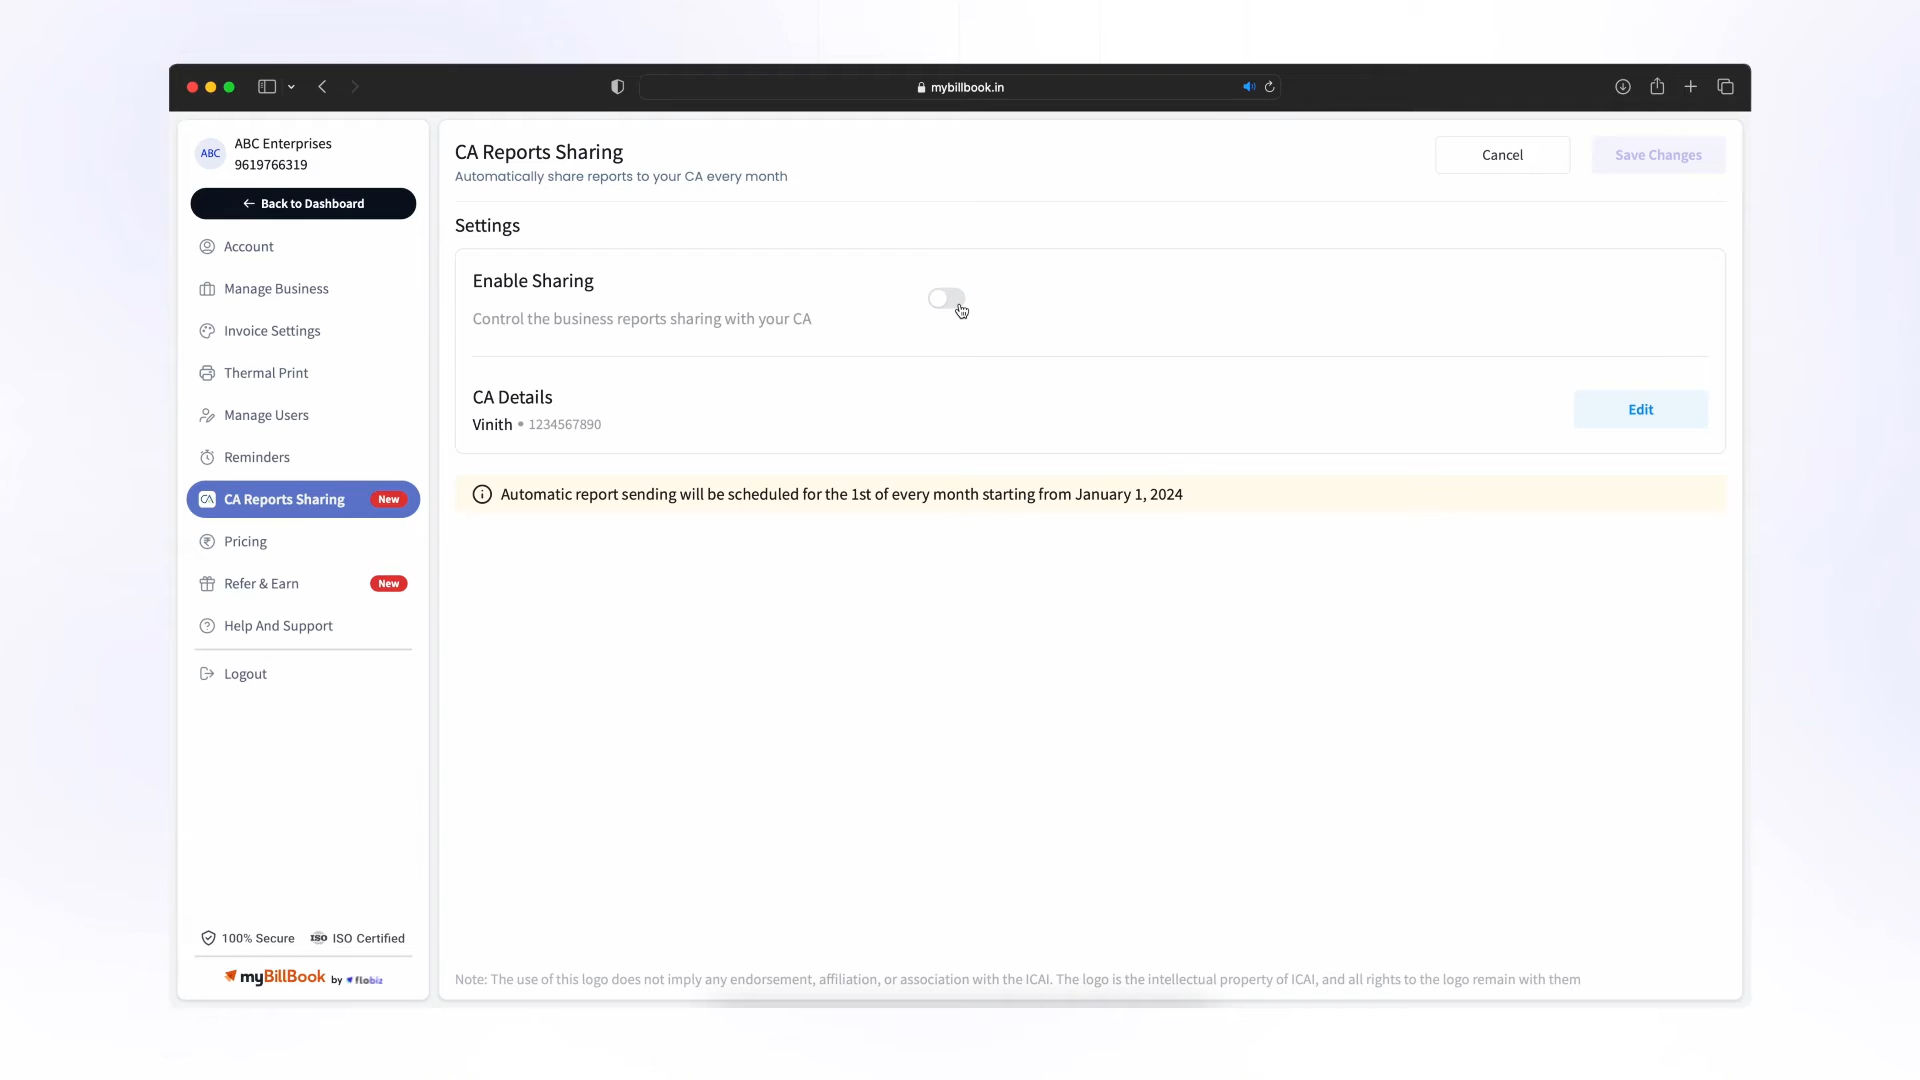 mybillbook.in
ABC
ABC Enterprises
9619766319
Back to Dashboard
Account
Manage Business
Invoice Settings
Thermal Print
Manage Users
Reminders
CA
CA Reports Sharing
New
Pricing
Refer & Earn
New
Help And Support
Logout
100% Secure
ISO
ISO Certified
myBillBook by flobiz
CA Reports Sharing
Automatically share reports to your CA every month
Cancel
Save Changes
Settings
Enable Sharing
Control the business reports sharing with your CA
CA Details
Vinith • 1234567890
Edit
Automatic report sending will be scheduled for the 1st of every month starting from January 1, 2024
Note: The use of this logo does not imply any endorsement, affiliation, or association with the ICAI. The logo is the intellectual property of ICAI, and all rights to the logo remain with them